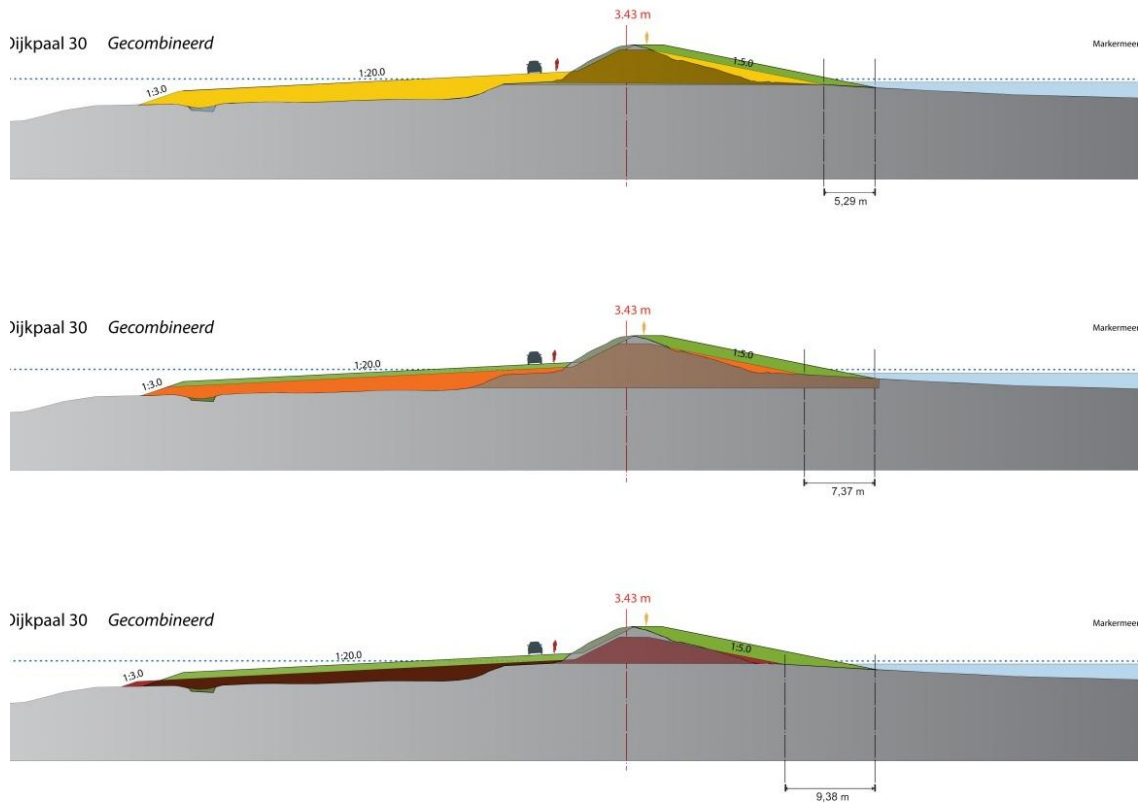 3.43 m
Dijkpaal 30 Gecombineerd
Markermeer
1:5.0
1:20.0
1:3.0
5,29 m
3.43 m
Dijkpaal 30 Gecombineerd
Markermeer
1:5.0
1:20.0
1:3.0
7,37 m
3.43 m
Dijkpaal 30 Gecombineerd
Markermeer
1:5.0
1:20.0
1:3.0
9,38 m